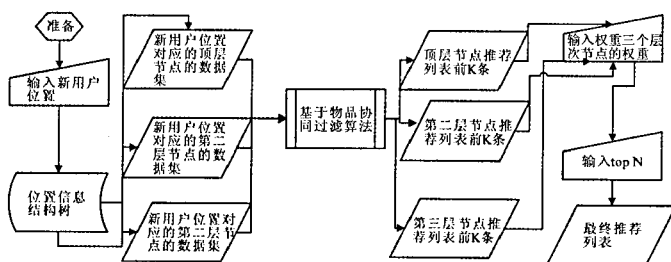 准备
输入新用户
位置
位置信息
结构树
新用户位置
对应的顶层
节点的数据
集
新用户位置
对应的第二
层节点的数
据集
新用户位置对
应的第二层节
点的数据集
基于物品协
同过滤算法
顶层节点推荐
列表前K条
第二层节点推
荐列表前K条
第三层节点推
荐列表前K条
输入权重三个层
次节点的权重
输入top N
最终推荐
列表